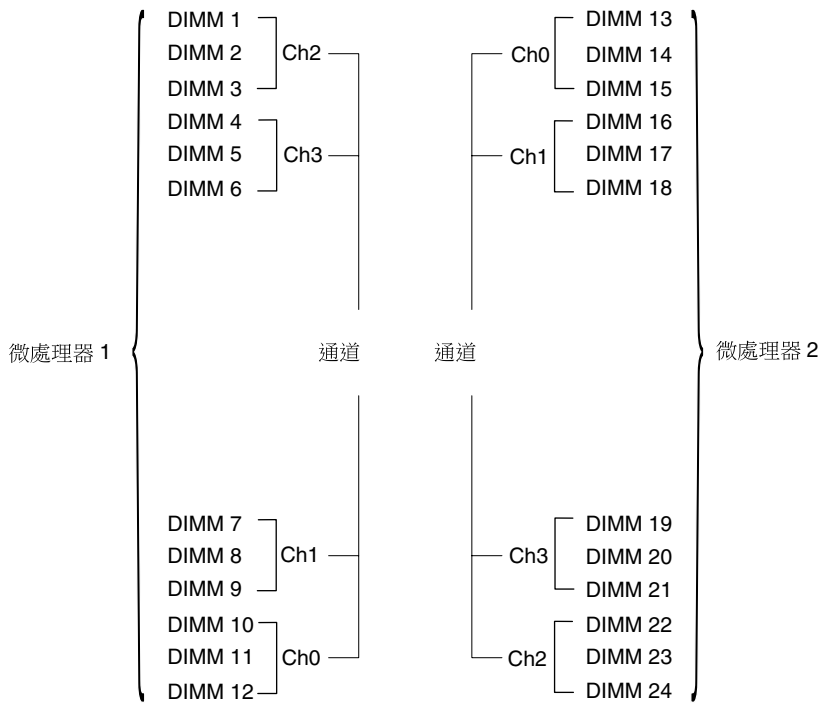 DIMM 1
DIMM 2
DIMM 3
Ch2
DIMM 4
DIMM 5
DIMM 6
Ch3
微處理器 1
通道
DIMM 7
DIMM 8
DIMM 9
Ch1
DIMM 10
DIMM 11
DIMM 12
Ch0
DIMM 13
DIMM 14
DIMM 15
Ch0
DIMM 16
DIMM 17
DIMM 18
Ch1
通道
微處理器 2
DIMM 19
DIMM 20
DIMM 21
Ch3
DIMM 22
DIMM 23
DIMM 24
Ch2